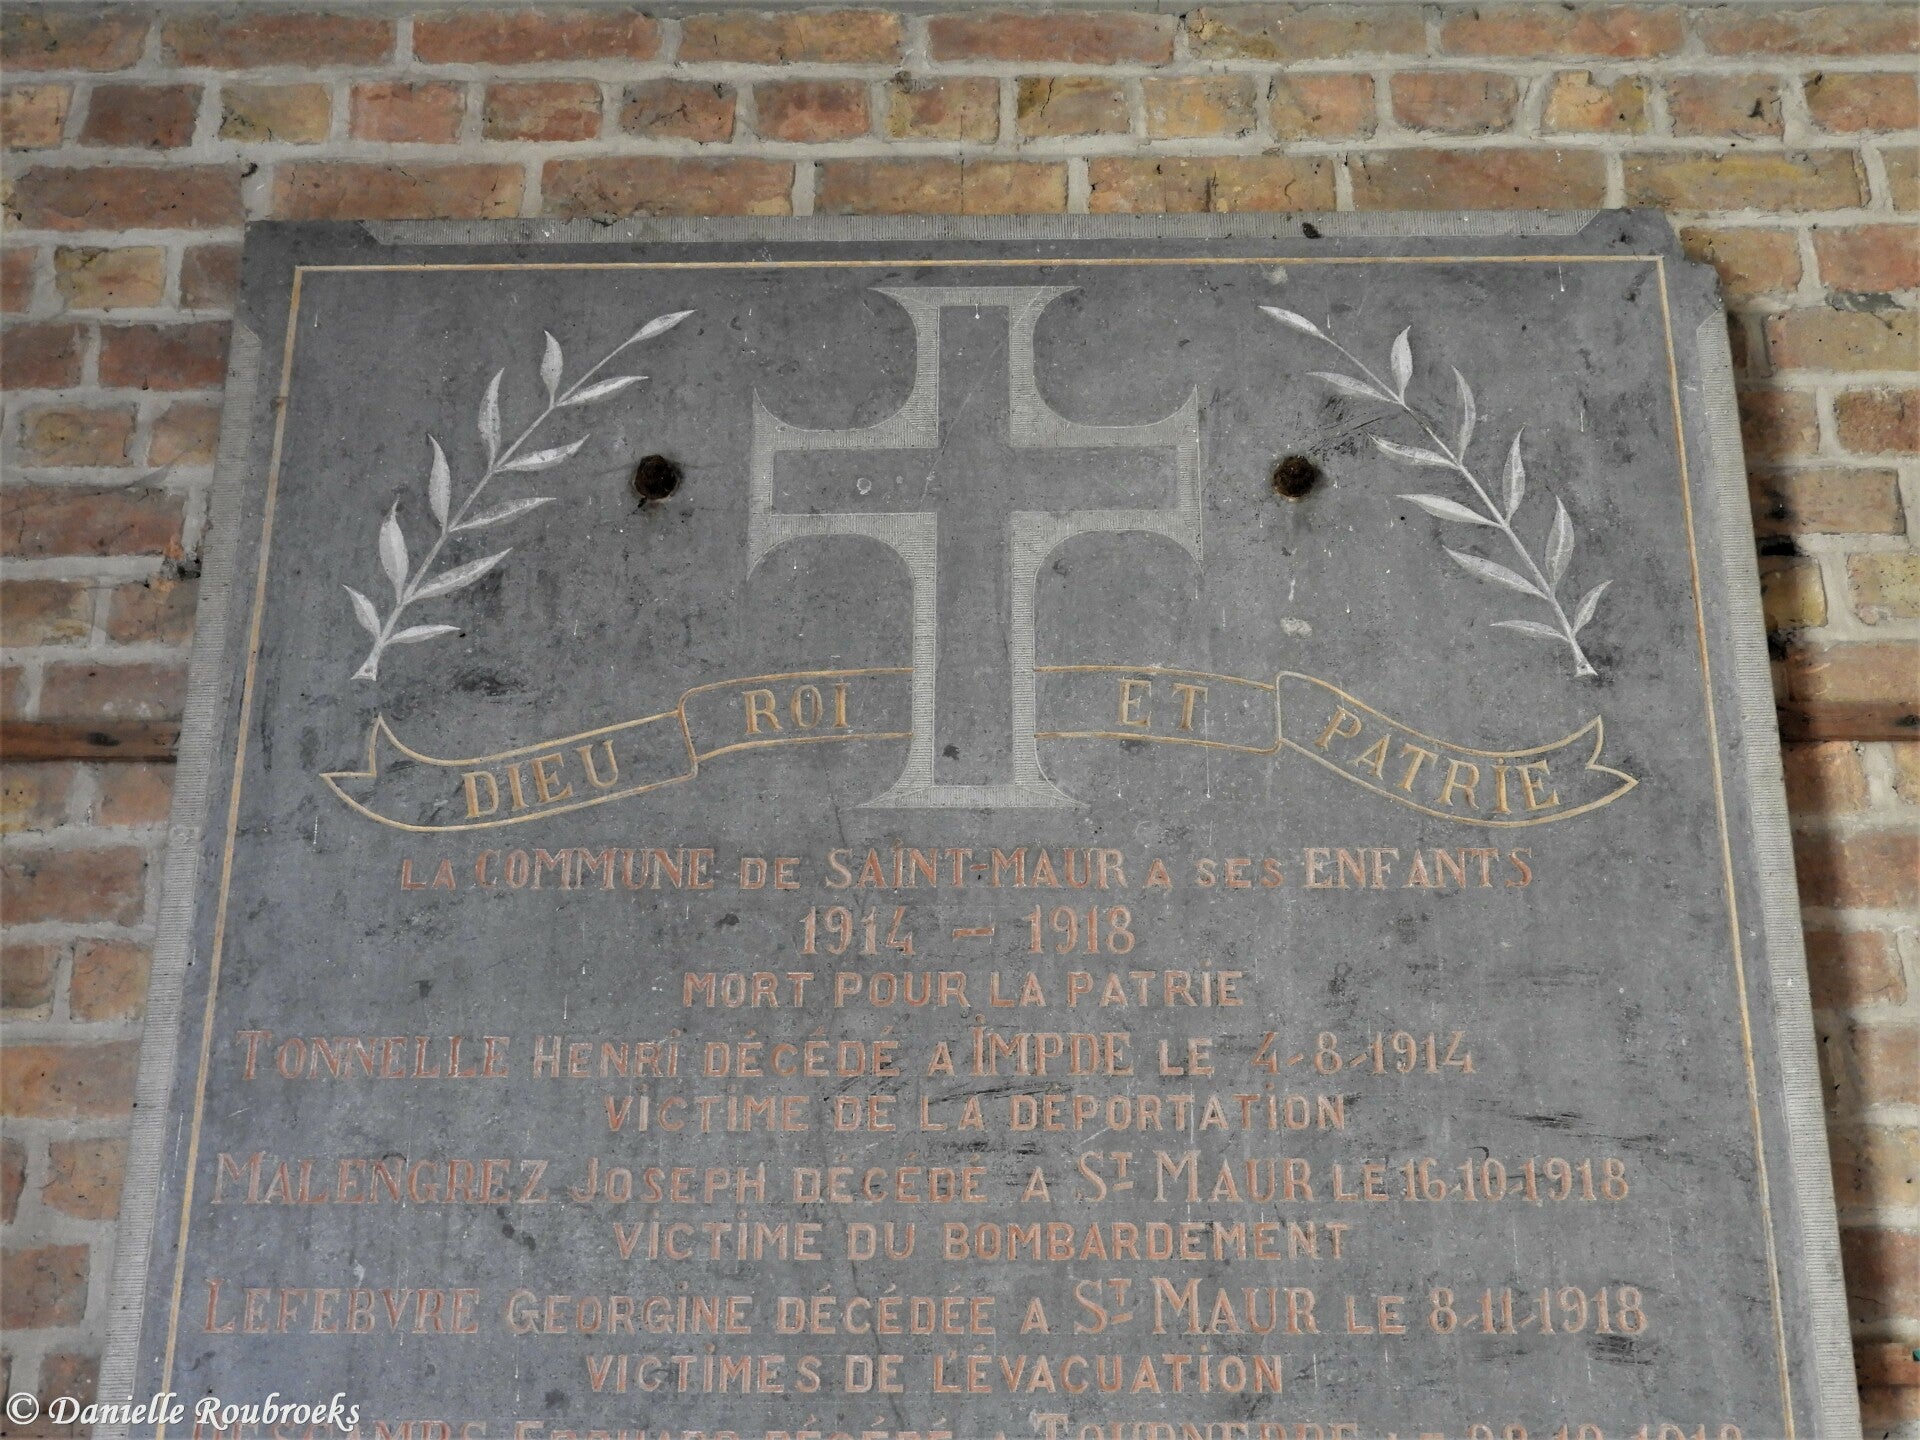 DIEU ROI ET PATRIE
LA COMMUNE DE SAINT-MAUR A SES ENFANTS
1914 - 1918
MORT POUR LA PATRIE
TONNELLE HENRI DÉCÉDÉ A IMPDE LE 4-8-1914
VICTIME DE LA DEPORTATION
MALENGREZ JOSEPH DÉCÉDÉ A ST MAUR LE 16-10-1918
VICTIME DU BOMBARDEMENT
LEFEBVRE GEORGINE DÉCÉDÉE A ST MAUR LE 8-11-1918
VICTIMES DE L'ÉVACUATION
DÉCÉDÉ A
© Danielle Roubroeks